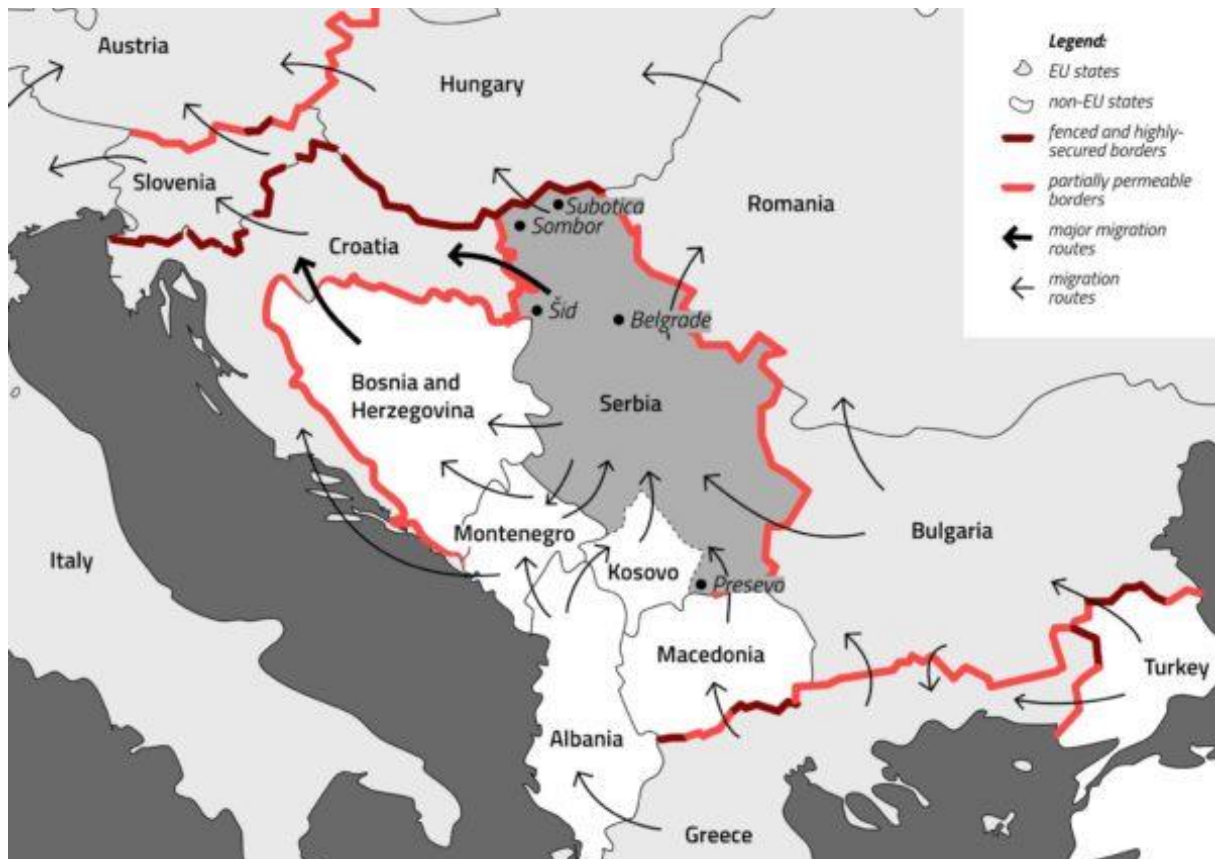 Austria
Hungary
Slovenia
Croatia
Subotica
Sombor
Romania
Šid
Belgrade
Bosnia and
Herzegovina
Serbia
Montenegro
Kosovo
Presevo
Bulgaria
Italy
Macedonia
Turkey
Albania
Greece
Legend:
EU states
non-EU states
fenced and highly-
secured borders
partially permeable
borders
major migration
routes
migration
routes